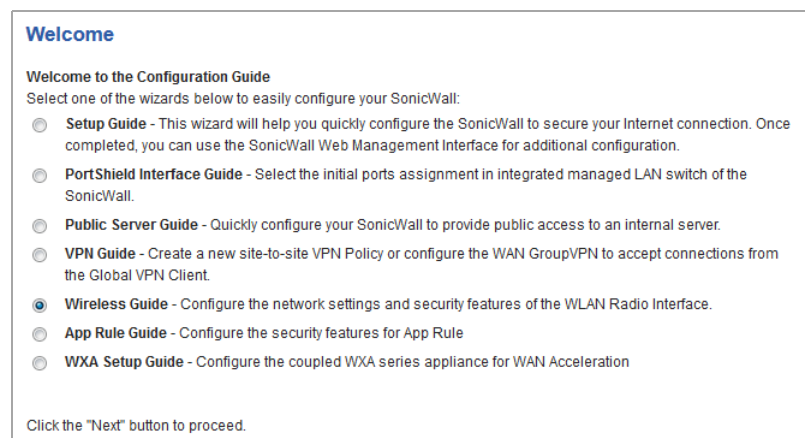 Welcome
Welcome to the Configuration Guide
Select one of the wizards below to easily configure your SonicWall:
Setup Guide - This wizard will help you quickly configure the SonicWall to secure your Internet connection. Once
completed, you can use the SonicWall Web Management Interface for additional configuration.
PortShield Interface Guide - Select the initial ports assignment in integrated managed LAN switch of the
SonicWall.
Public Server Guide - Quickly configure your SonicWall to provide public access to an internal server.
VPN Guide - Create a new site-to-site VPN Policy or configure the WAN GroupVPN to accept connections from
the Global VPN Client.
Wireless Guide - Configure the network settings and security features of the WLAN Radio Interface.
App Rule Guide - Configure the security features for App Rule
WXA Setup Guide - Configure the coupled WXA series appliance for WAN Acceleration
Click the "Next" button to proceed.